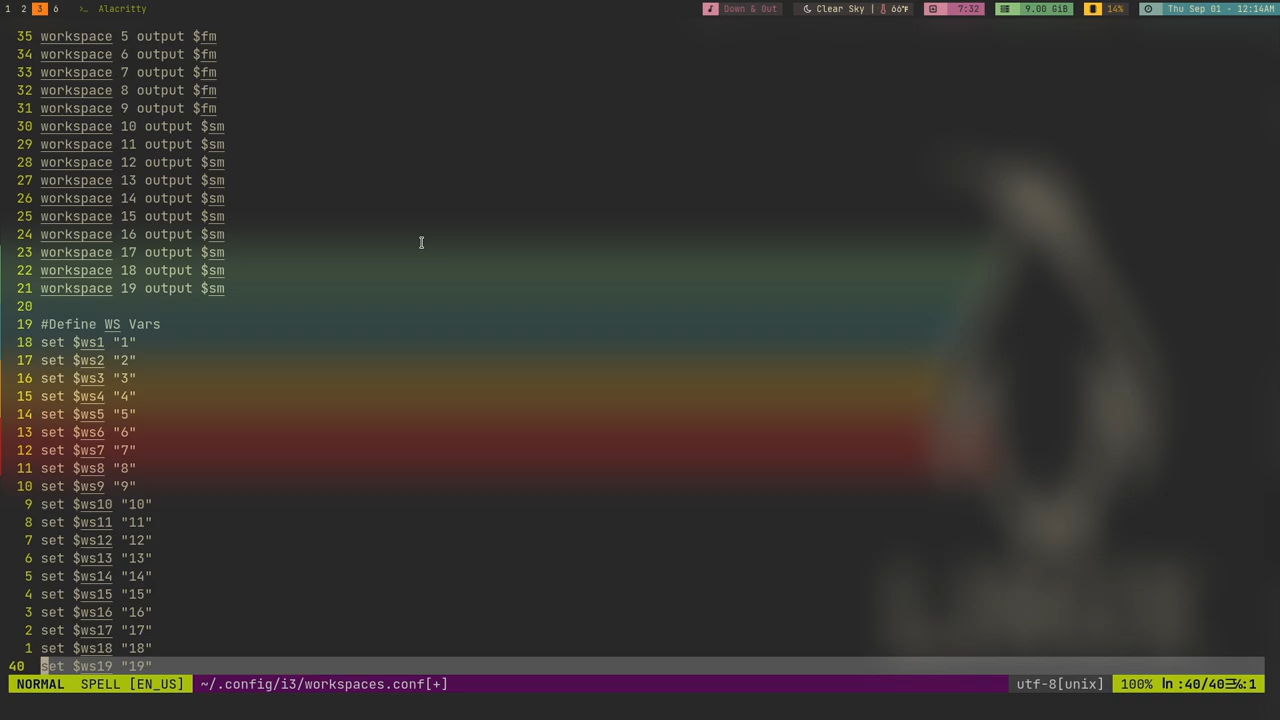 1 2 3 6 >_ Alacritty Down & Out Clear Sky | 66°F 7:32 9.00 GiB 14% Thu Sep 01 - 12:14AM
35 workspace 5 output $fm
34 workspace 6 output $fm
33 workspace 7 output $fm
32 workspace 8 output $fm
31 workspace 9 output $fm
30 workspace 10 output $sm
29 workspace 11 output $sm
28 workspace 12 output $sm
27 workspace 13 output $sm
26 workspace 14 output $sm
25 workspace 15 output $sm
24 workspace 16 output $sm
23 workspace 17 output $sm
22 workspace 18 output $sm
21 workspace 19 output $sm
20
19 #Define WS Vars
18 set $ws1 "1"
17 set $ws2 "2"
16 set $ws3 "3"
15 set $ws4 "4"
14 set $ws5 "5"
13 set $ws6 "6"
12 set $ws7 "7"
11 set $ws8 "8"
10 set $ws9 "9"
9 set $ws10 "10"
8 set $ws11 "11"
7 set $ws12 "12"
6 set $ws13 "13"
5 set $ws14 "14"
4 set $ws15 "15"
3 set $ws16 "16"
2 set $ws17 "17"
1 set $ws18 "18"
40 set $ws19 "19"
NORMAL SPELL [EN_US] ~/.config/i3/workspaces.conf[+] utf-8[unix] 100% ln :40/40 :1